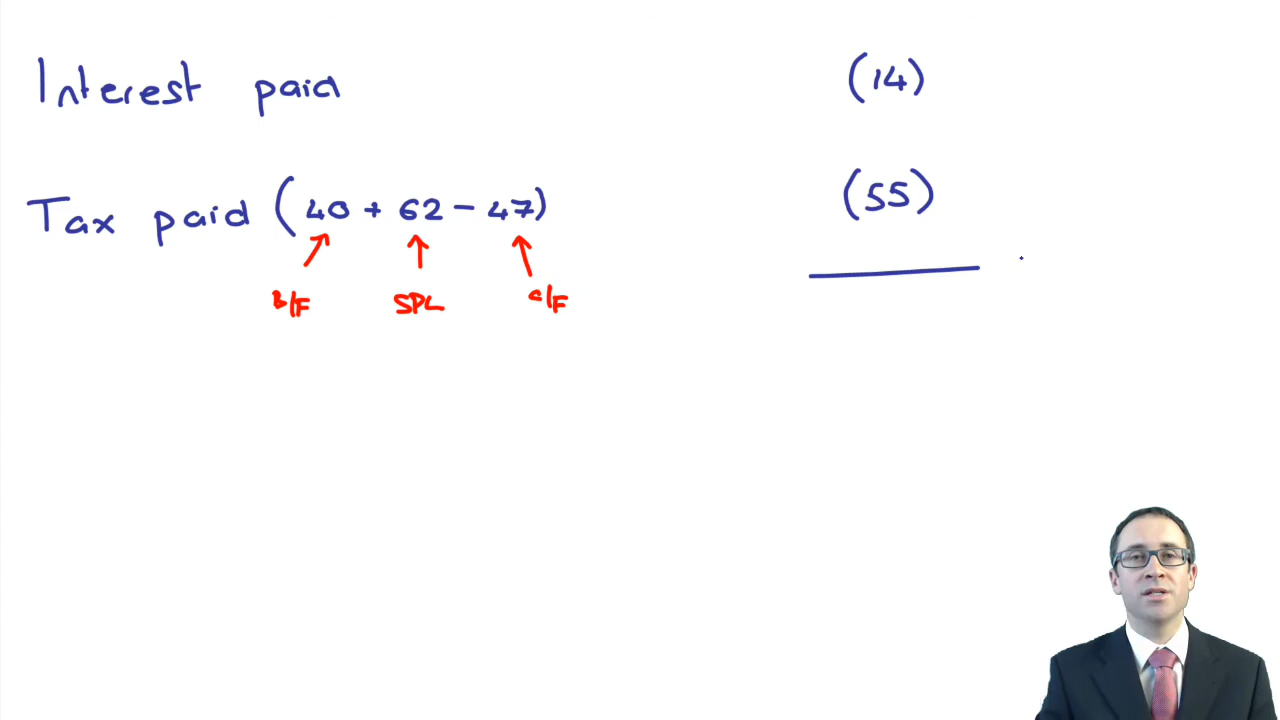 Interest paid (14)
Tax paid (40 + 62 - 47) (55)
B/F SPL C/F